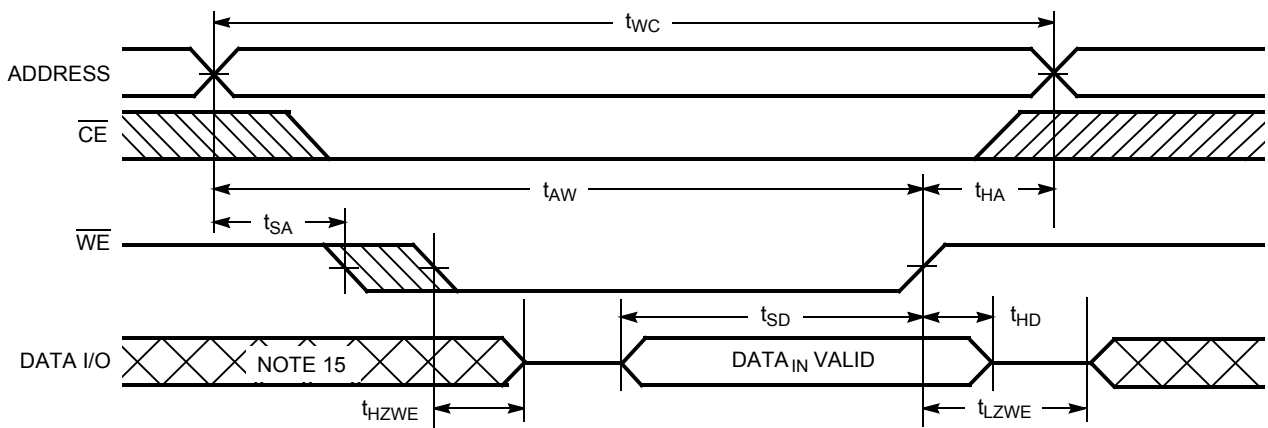 tWC
ADDRESS
CE
tAW
tHA
tSA
WE
tSD
tHD
DATA I/O
NOTE 15
DATAIN VALID
tHZWE
tLZWE